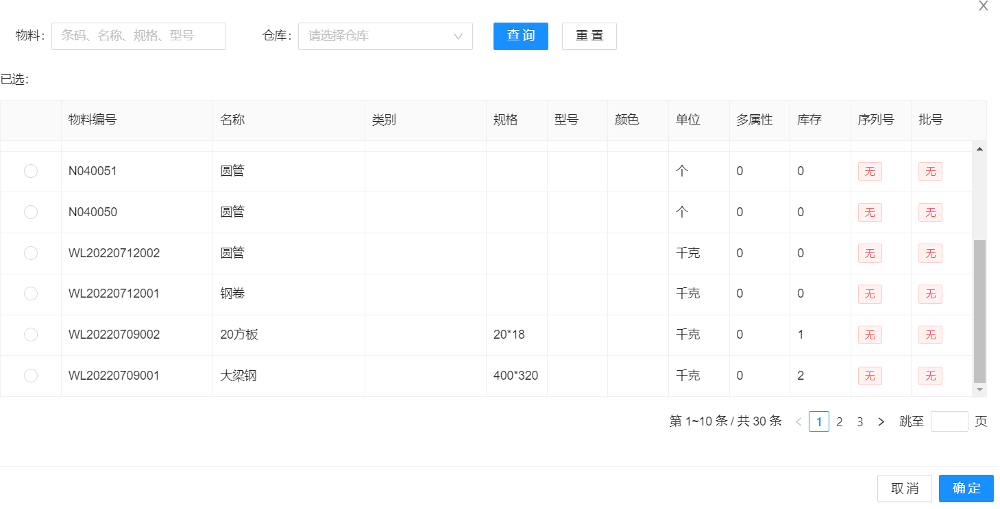 物料: 条码、名称、规格、型号 仓库: 请选择仓库 查 询 重 置
已选:
物料编号 名称 类别 规格 型号 颜色 单位 多属性 库存 序列号 批号
N040051 圆管 个 0 0 无 无
N040050 圆管 个 0 0 无 无
WL20220712002 圆管 千克 0 0 无 无
WL20220712001 钢卷 千克 0 0 无 无
WL20220709002 20方板 20*18 千克 0 1 无 无
WL20220709001 大梁钢 400*320 千克 0 2 无 无
第 1~10 条 / 共 30 条 < 1 2 3 > 跳至 页
取 消 确 定